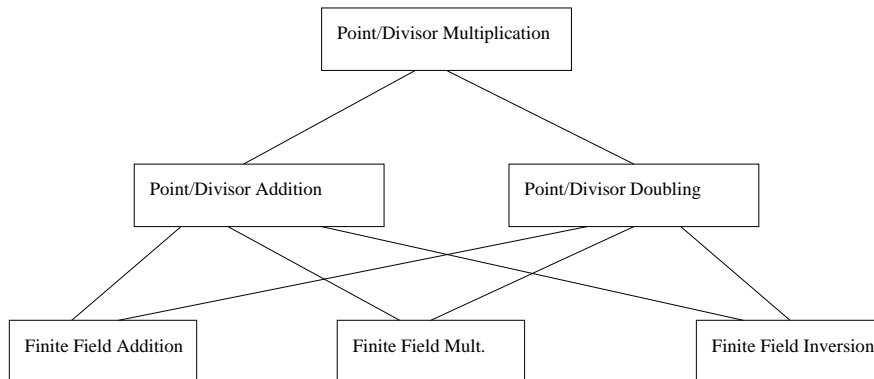 Point/Divisor Multiplication
Point/Divisor Addition
Point/Divisor Doubling
Finite Field Addition
Finite Field Mult.
Finite Field Inversion